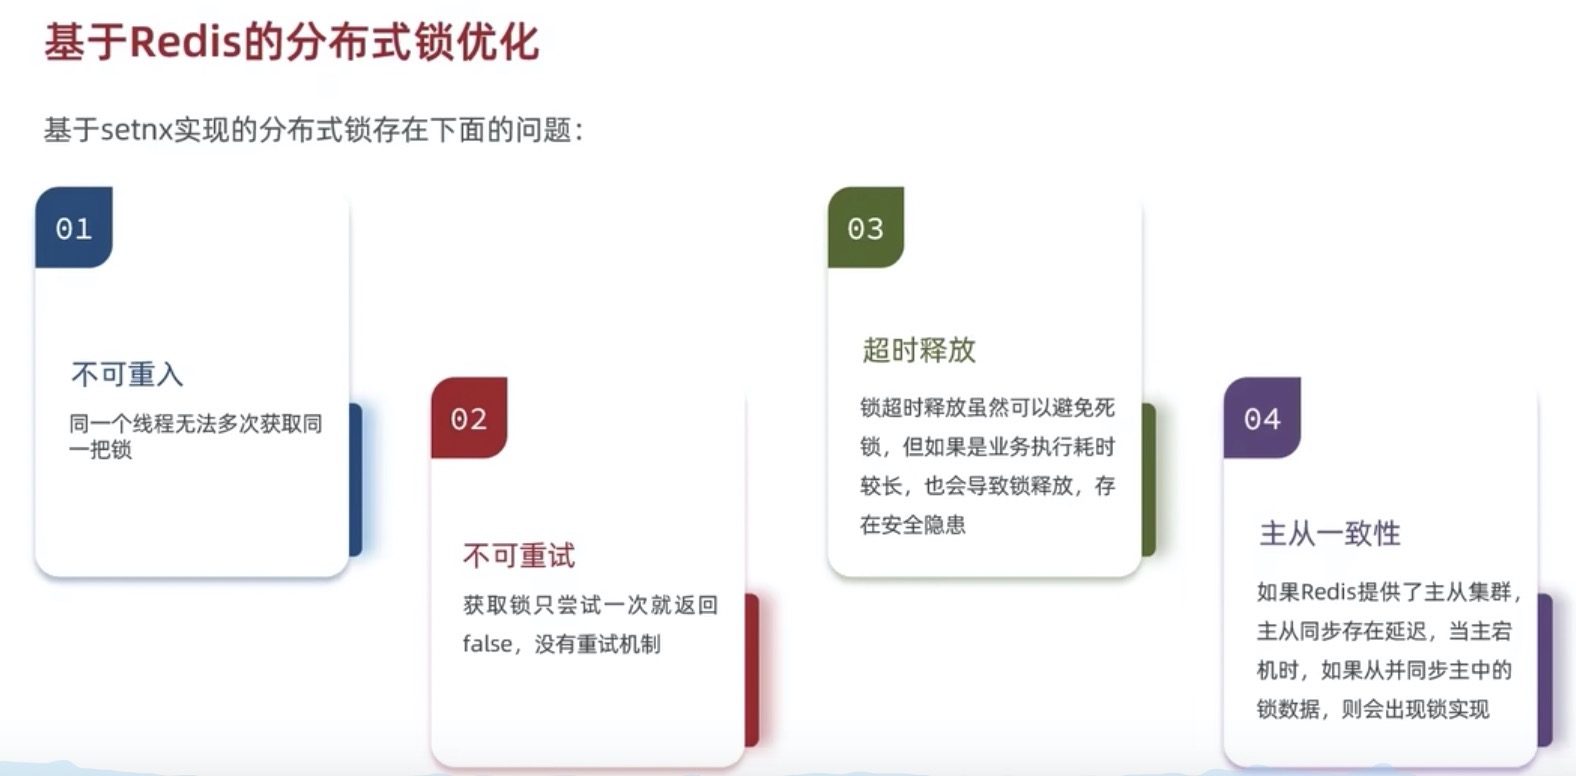 基于Redis的分布式锁优化
基于setnx实现的分布式锁存在下面的问题：
01
不可重入
同一个线程无法多次获取同
一把锁
02
不可重试
获取锁只尝试一次就返回
false，没有重试机制
03
超时释放
锁超时释放虽然可以避免死
锁，但如果是业务执行耗时
较长，也会导致锁释放，存
在安全隐患
04
主从一致性
如果Redis提供了主从集群，
主从同步存在延迟，当主宕
机时，如果从并同步主中的
锁数据，则会出现锁实现